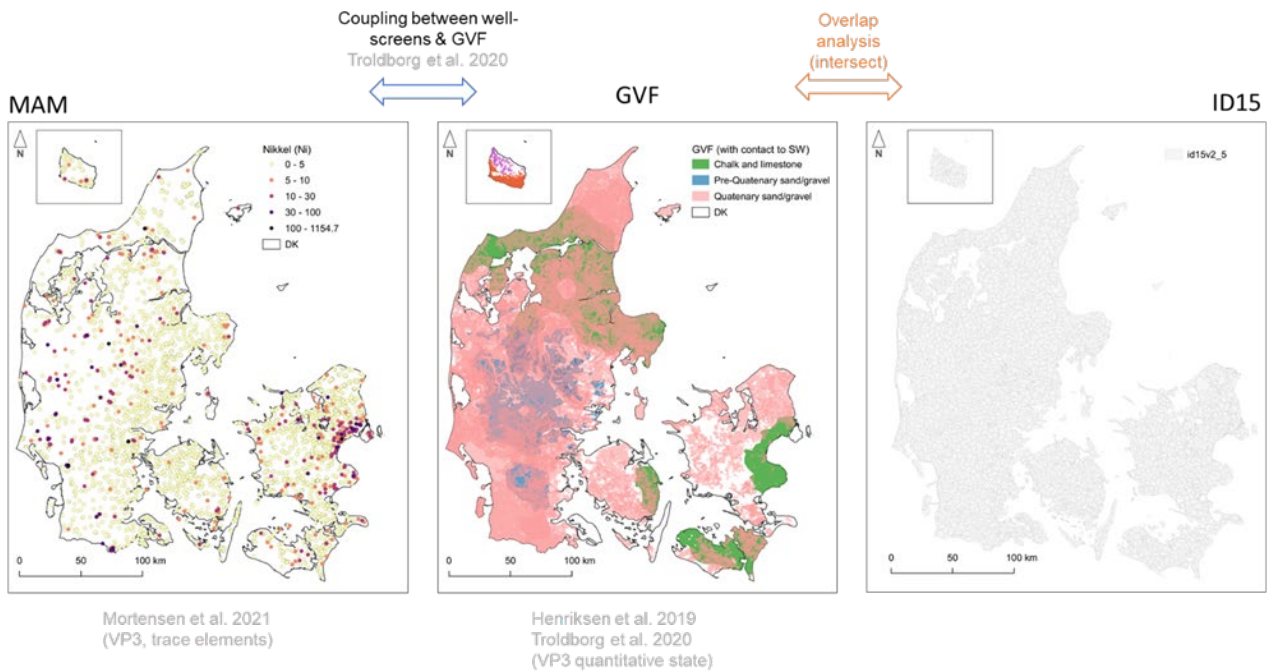 Coupling between well-
screens & GVF
Troldborg et al. 2020
Overlap
analysis
(intersect)
MAM
GVF
ID15
N
Nikkel (Ni)
0 - 5
5 - 10
10 - 30
30 - 100
100 - 1154.7
DK
0 50 100 km
N
GVF (with contact to SW)
Chalk and limestone
Pre-Quatenary sand/gravel
Quatenary sand/gravel
DK
0 50 100 km
N
id15v2_5
0 50 100 km
Mortensen et al. 2021
(VP3, trace elements)
Henriksen et al. 2019
Troldborg et al. 2020
(VP3 quantitative state)